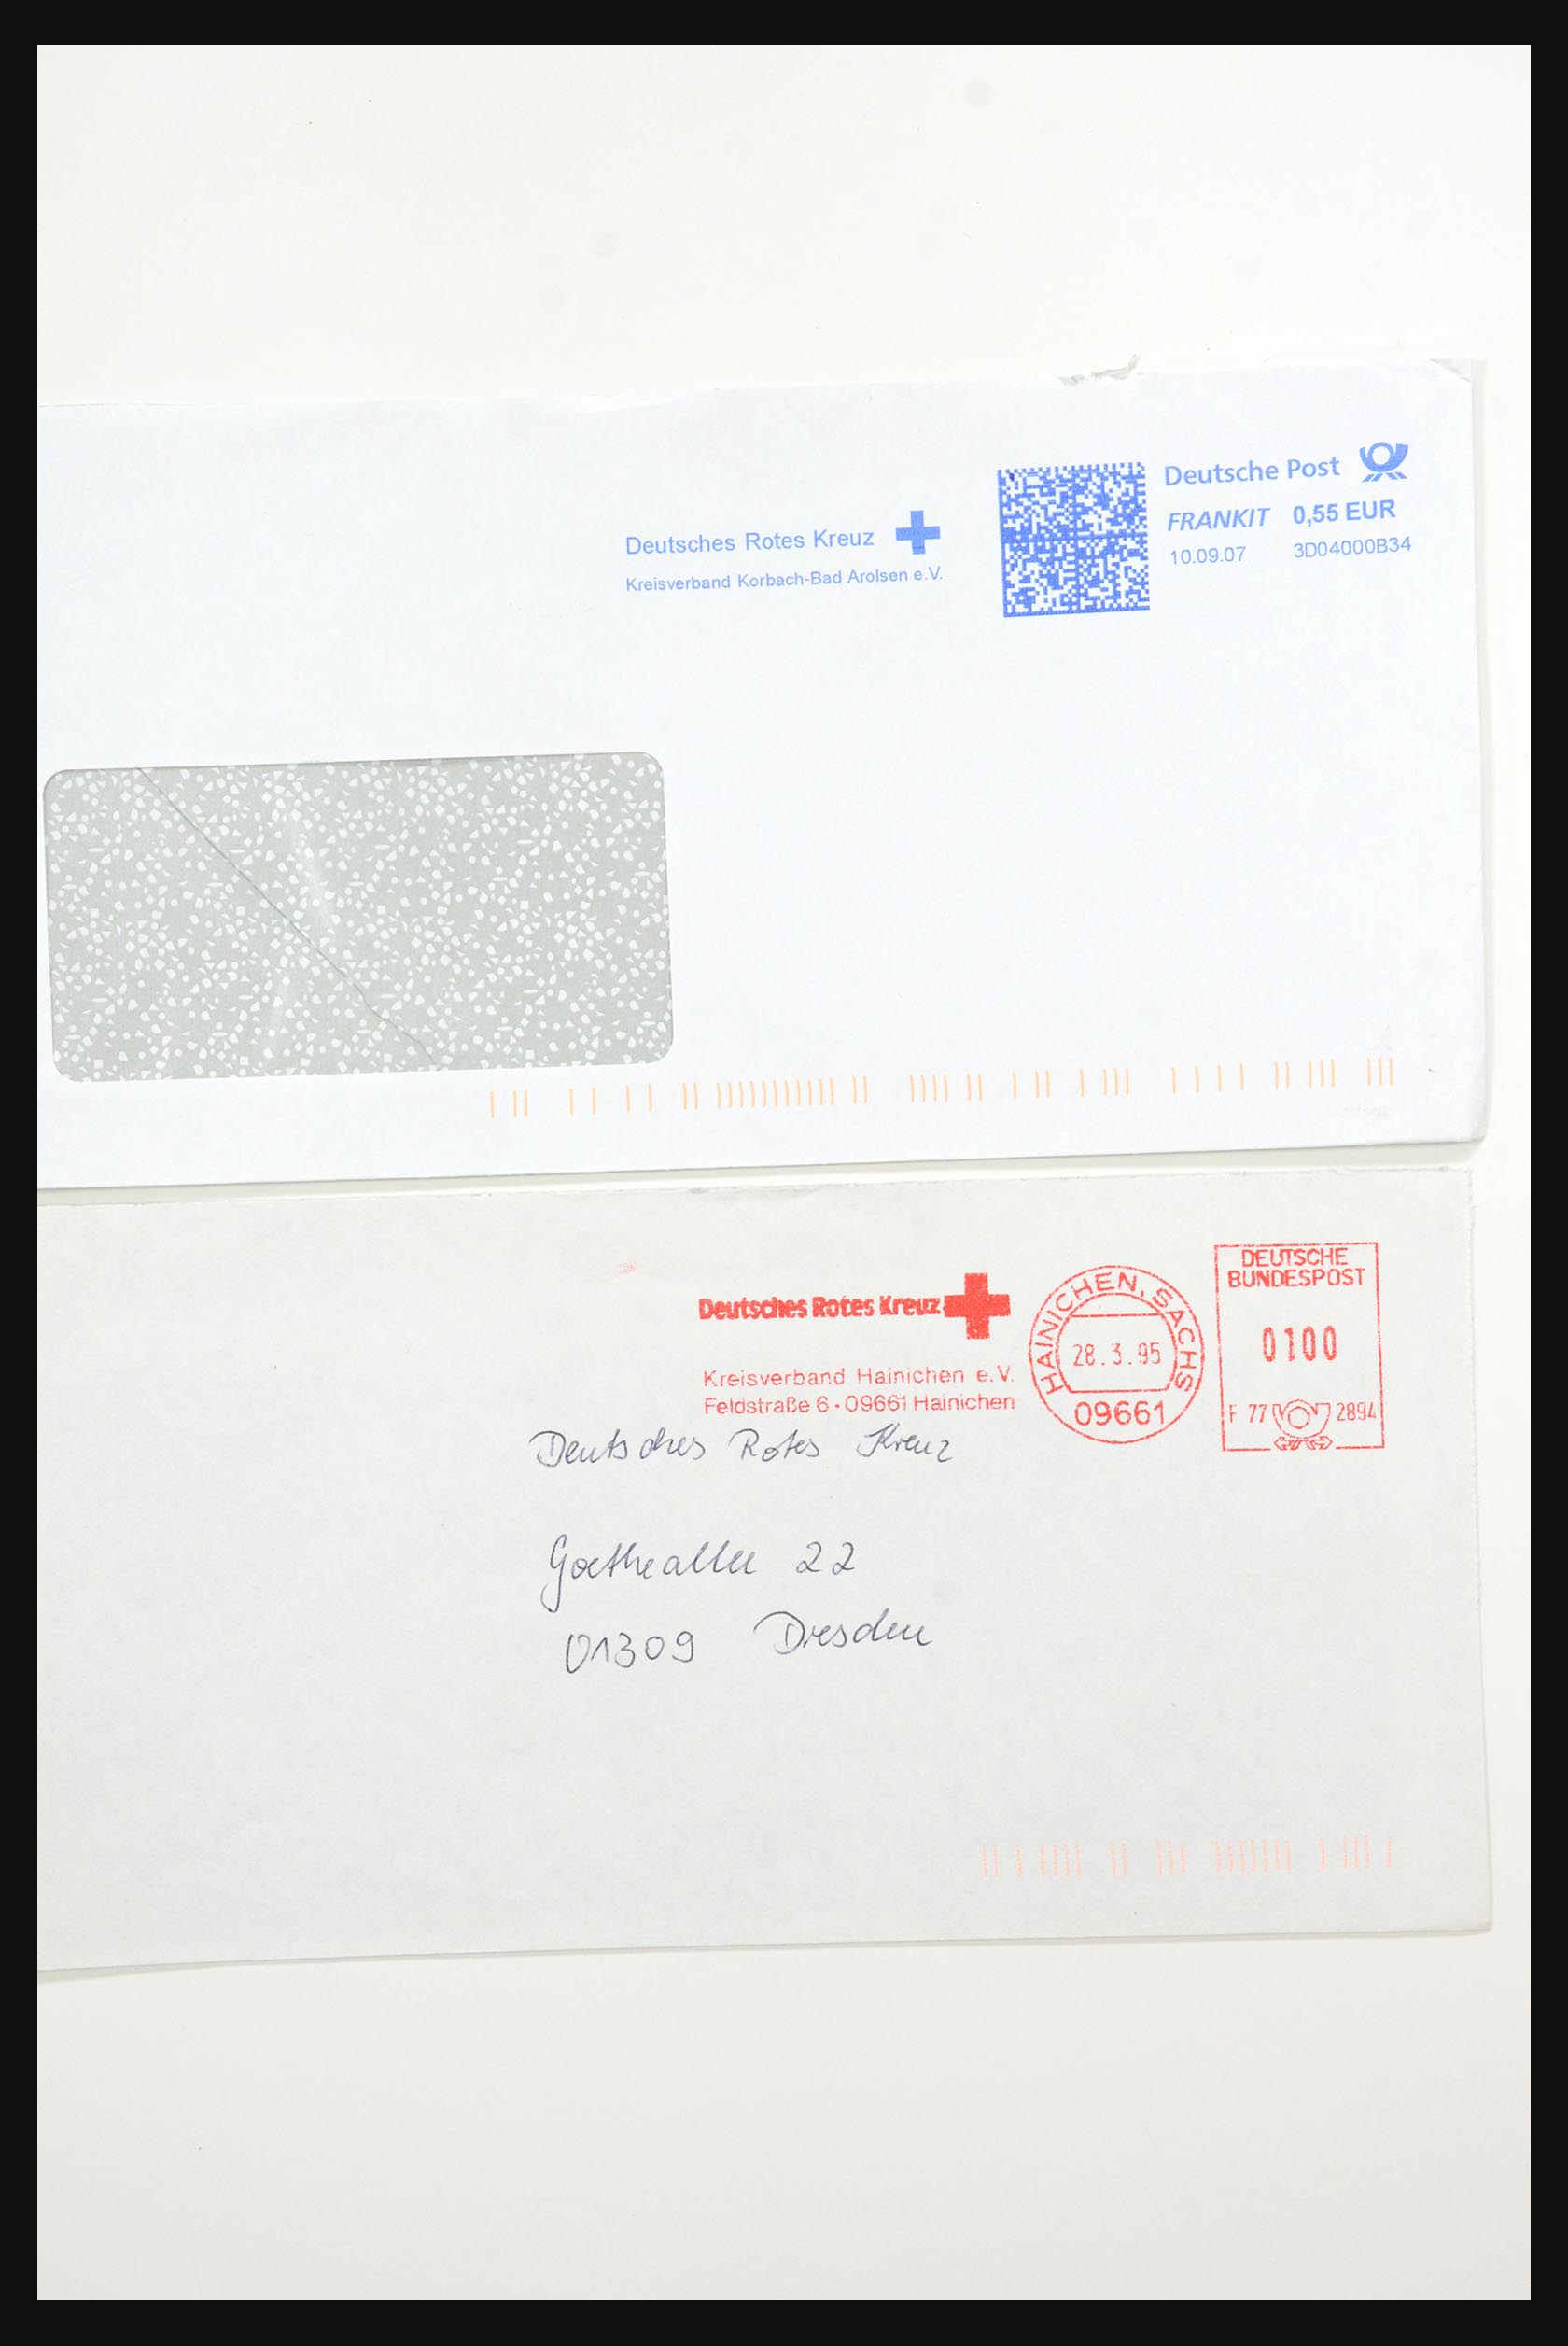 Deutsche Post
FRANKIT 0,55 EUR
10.09.07 3D04000B34
Deutsches Rotes Kreuz
Kreisverband Korbach-Bad Arolsen e.V.
Deutsches Rotes Kreuz
Kreisverband Hainichen e.V.
Feldstraße 6 · 09661 Hainichen
HAINICHEN, SACHS
28.3.95
09661
DEUTSCHE
BUNDESPOST
0100
F 77 2894
Deutsches Rotes Kreuz
Goetheallee 22
01309 Dresden